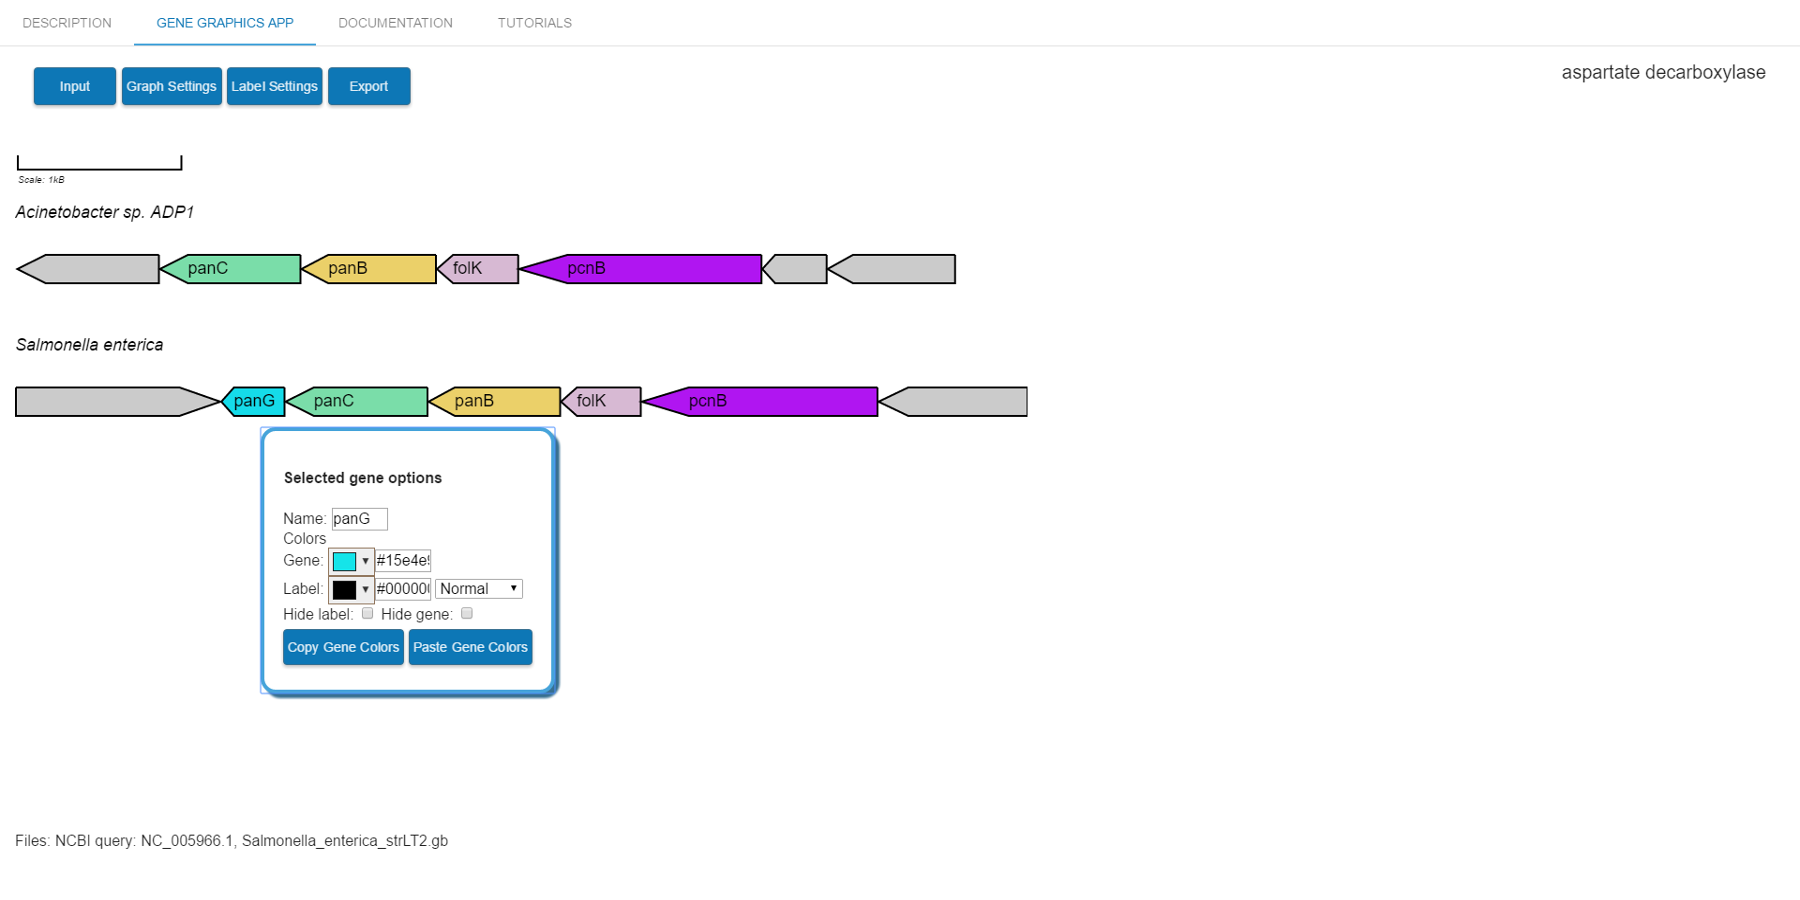 DESCRIPTION GENE GRAPHICS APP DOCUMENTATION TUTORIALS
Input Graph Settings Label Settings Export
aspartate decarboxylase
Scale: 1kB
Acinetobacter sp. ADP1
panC panB folK pcnB
Salmonella enterica
panG panC panB folK pcnB
Selected gene options
Name: panG
Colors
Gene: #15e4e
Label: #00000 Normal
Hide label: Hide gene:
Copy Gene Colors Paste Gene Colors
Files: NCBI query: NC_005966.1, Salmonella_enterica_strLT2.gb